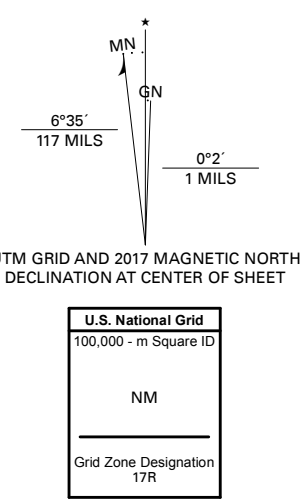 MN
GN
6°35´
117 MILS
0°2´
1 MILS
UTM GRID AND 2017 MAGNETIC NORTH
DECLINATION AT CENTER OF SHEET
U.S. National Grid
100,000 - m Square ID
NM
Grid Zone Designation
17R